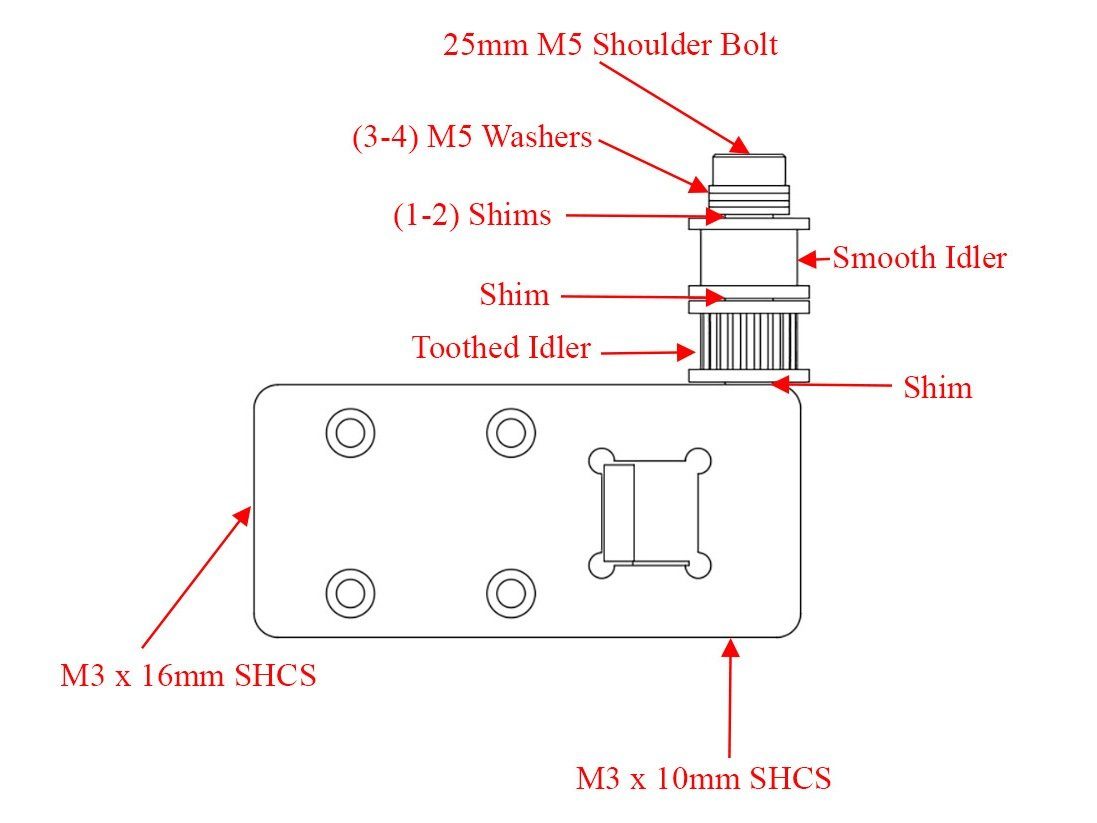 25mm M5 Shoulder Bolt
(3-4) M5 Washers
(1-2) Shims
Smooth Idler
Shim
Toothed Idler
Shim
M3 x 16mm SHCS
M3 x 10mm SHCS